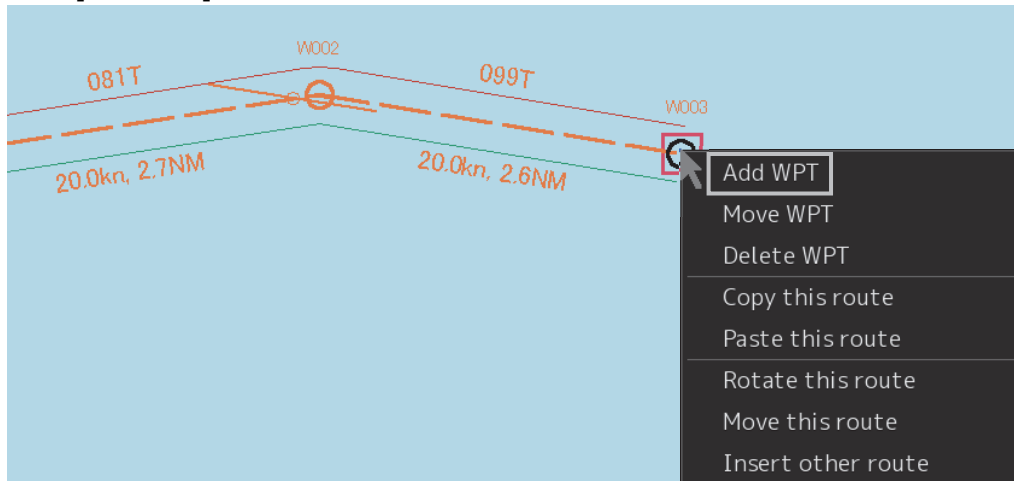 W002
081T
099T
W003
20.0kn, 2.7NM
20.0kn, 2.6NM
Add WPT
Move WPT
Delete WPT
Copy this route
Paste this route
Rotate this route
Move this route
Insert other route